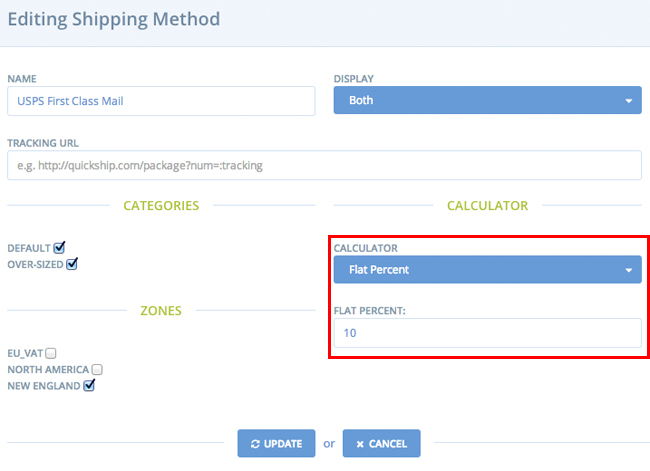 Editing Shipping Method
NAME
DISPLAY
USPS First Class Mail
Both
TRACKING URL
e.g. http://quickship.com/package?num=:tracking
CATEGORIES
CALCULATOR
DEFAULT
OVER-SIZED
CALCULATOR
Flat Percent
FLAT PERCENT:
10
ZONES
EU_VAT
NORTH AMERICA
NEW ENGLAND
UPDATE or CANCEL